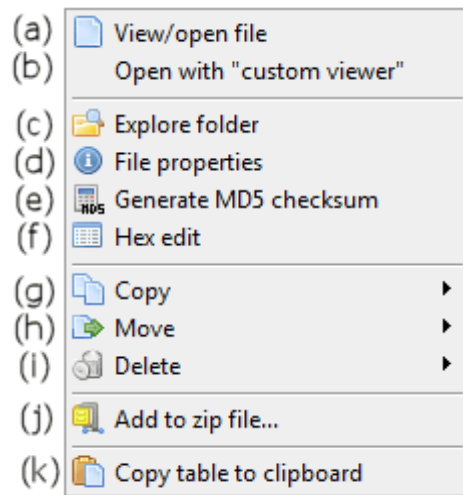 (a) View/open file
(b) Open with "custom viewer"
(c) Explore folder
(d) File properties
(e) MD5 Generate MD5 checksum
(f) Hex edit
(g) Copy
(h) Move
(i) Delete
(j) Add to zip file...
(k) Copy table to clipboard